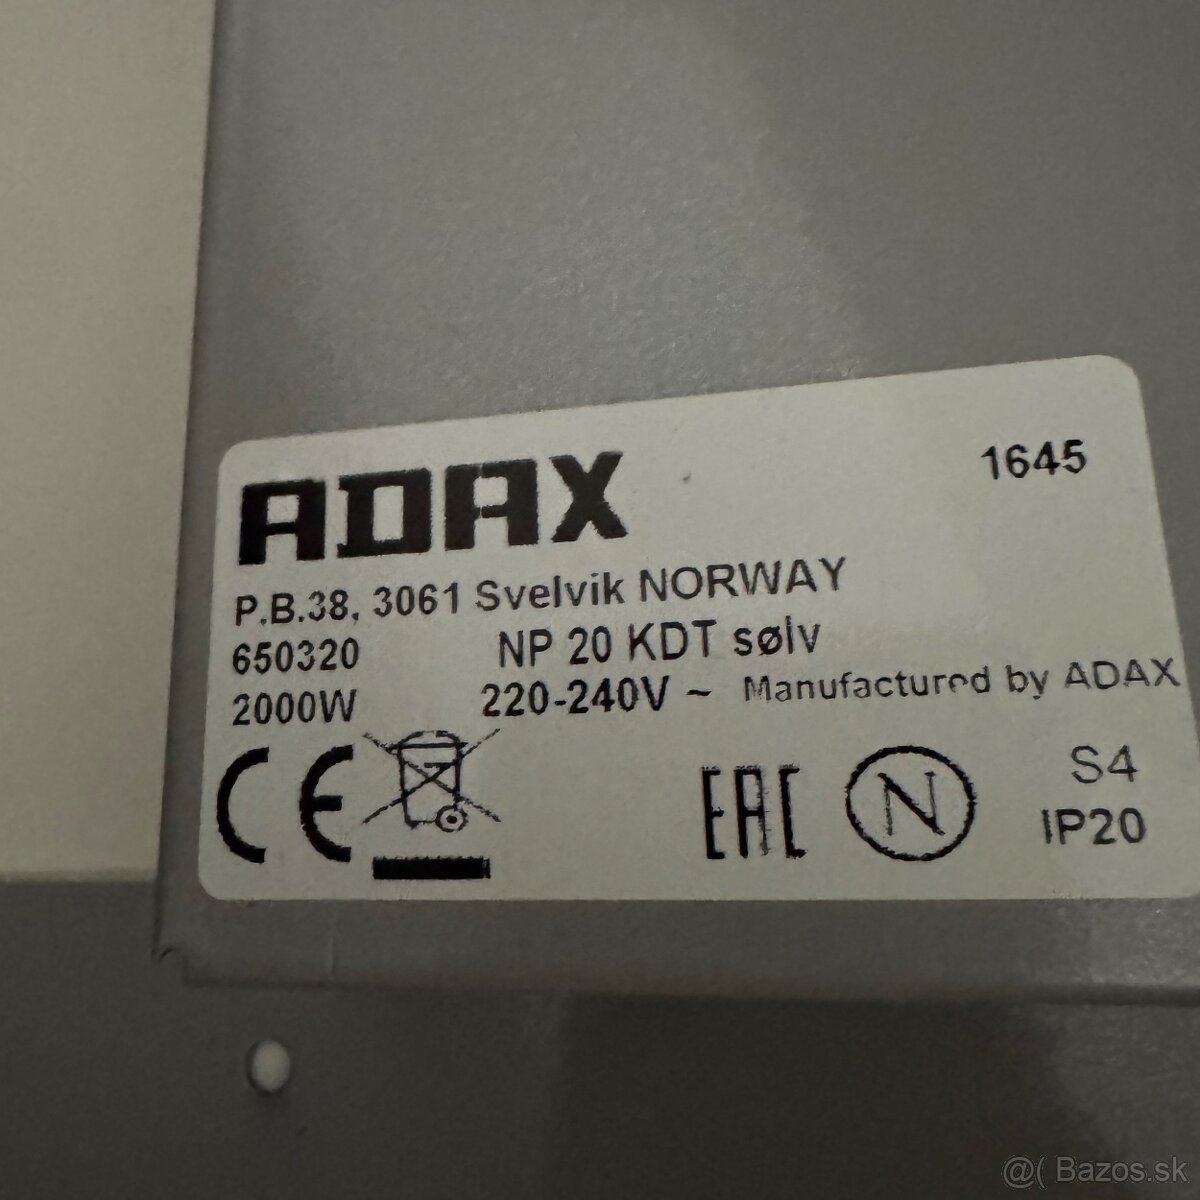 ADAX 1645
P.B.38, 3061 Svelvik NORWAY
650320 NP 20 KDT sølv
2000W 220-240V ~ Manufactured by ADAX
CE EAC N S4
IP20
@( Bazos.sk